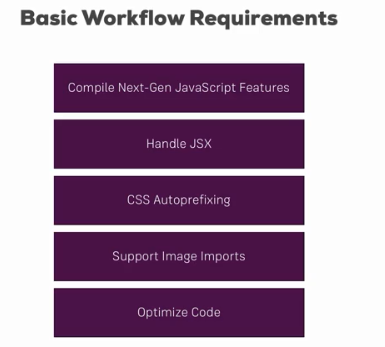 Basic Workflow Requirements
Compile Next-Gen JavaScript Features
Handle JSX
CSS Autoprefixing
Support Image Imports
Optimize Code